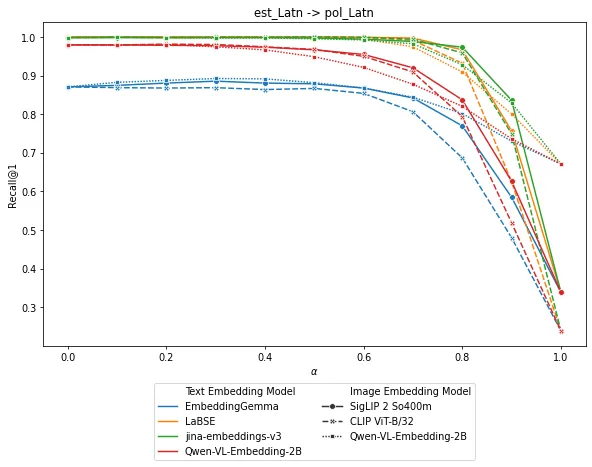 est_Latn -> pol_Latn
Recall@1
1.0
0.9
0.8
0.7
0.6
0.5
0.4
0.3
0.0 0.2 0.4 0.6 0.8 1.0
α
Text Embedding Model
EmbeddingGemma
LaBSE
jina-embeddings-v3
Qwen-VL-Embedding-2B
Image Embedding Model
SigLIP 2 So400m
CLIP ViT-B/32
Qwen-VL-Embedding-2B